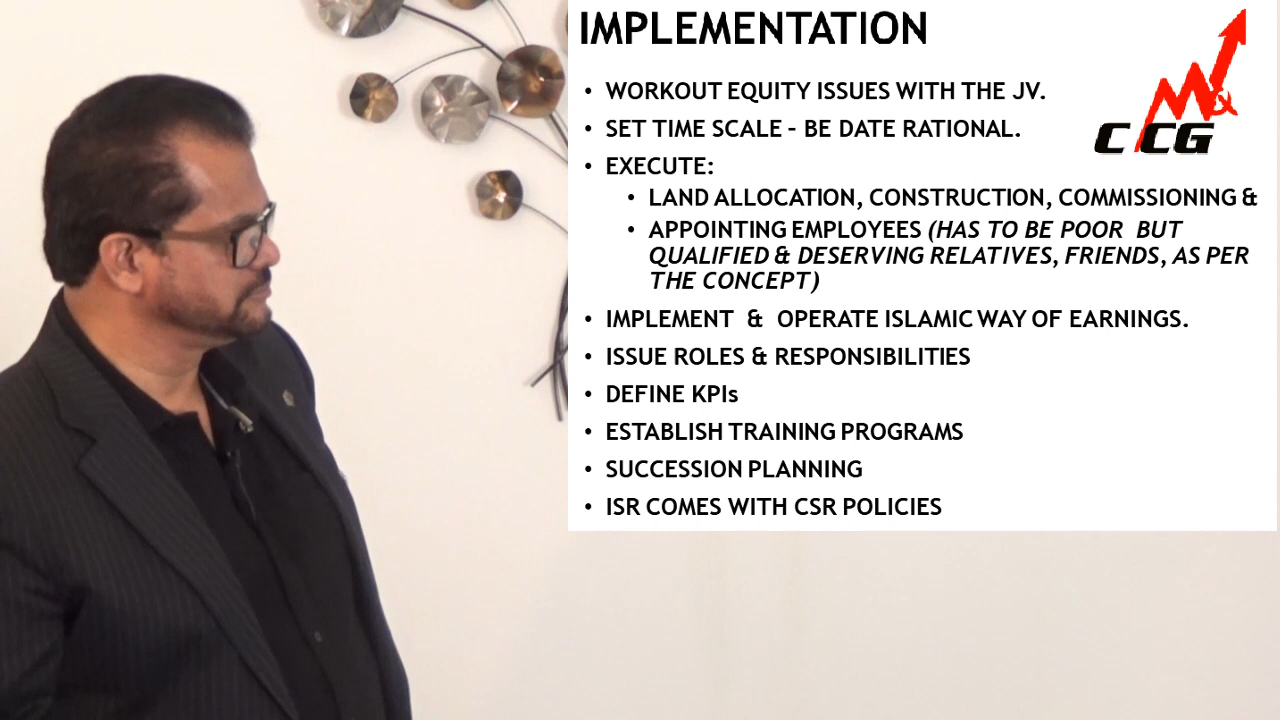 IMPLEMENTATION
• WORKOUT EQUITY ISSUES WITH THE JV.
• SET TIME SCALE – BE DATE RATIONAL.
• EXECUTE:
• LAND ALLOCATION, CONSTRUCTION, COMMISSIONING &
• APPOINTING EMPLOYEES (HAS TO BE POOR BUT
QUALIFIED & DESERVING RELATIVES, FRIENDS, AS PER
THE CONCEPT)
• IMPLEMENT & OPERATE ISLAMIC WAY OF EARNINGS.
• ISSUE ROLES & RESPONSIBILITIES
• DEFINE KPIs
• ESTABLISH TRAINING PROGRAMS
• SUCCESSION PLANNING
• ISR COMES WITH CSR POLICIES
M&
CICG